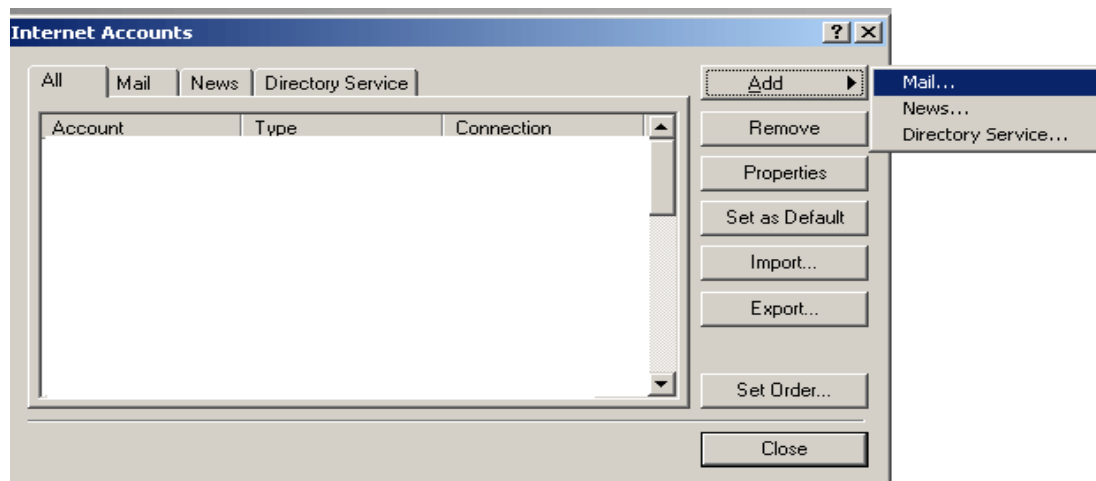 Internet Accounts
All Mail News Directory Service
Add
Mail...
News...
Directory Service...
Account Type Connection
Remove
Properties
Set as Default
Import...
Export...
Set Order...
Close